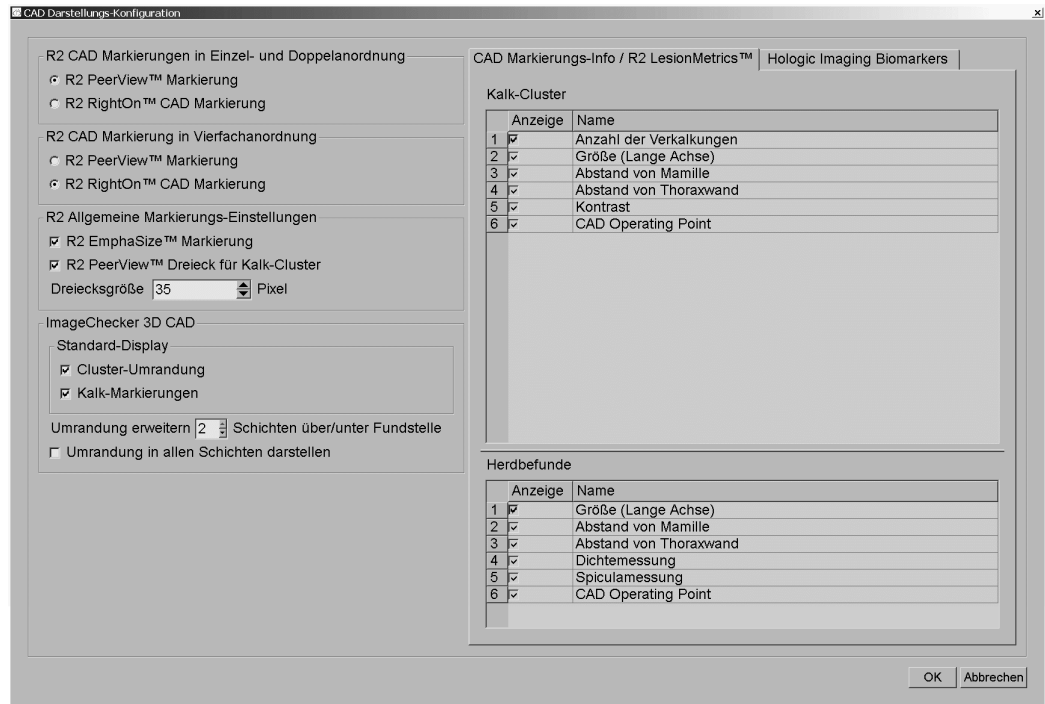 CAD Darstellungs-Konfiguration
R2 CAD Markierungen in Einzel- und Doppelanordnung
R2 PeerView™ Markierung
R2 RightOn™ CAD Markierung
R2 CAD Markierung in Vierfachanordnung
R2 PeerView™ Markierung
R2 RightOn™ CAD Markierung
R2 Allgemeine Markierungs-Einstellungen
R2 EmphaSize™ Markierung
R2 PeerView™ Dreieck für Kalk-Cluster
Dreiecksgröße 35 Pixel
ImageChecker 3D CAD
Standard-Display
Cluster-Umrandung
Kalk-Markierungen
Umrandung erweitern 2 Schichten über/unter Fundstelle
Umrandung in allen Schichten darstellen
CAD Markierungs-Info / R2 LesionMetrics™ Hologic Imaging Biomarkers
Kalk-Cluster
Anzeige Name
1 Anzahl der Verkalkungen
2 Größe (Lange Achse)
3 Abstand von Mamille
4 Abstand von Thoraxwand
5 Kontrast
6 CAD Operating Point
Herdbefunde
Anzeige Name
1 Größe (Lange Achse)
2 Abstand von Mamille
3 Abstand von Thoraxwand
4 Dichtemessung
5 Spiculamessung
6 CAD Operating Point
OK Abbrechen